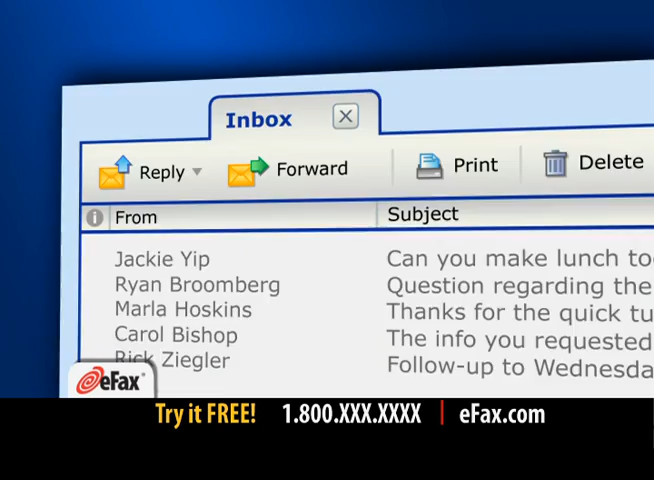 Inbox
Reply Forward Print Delete
From Subject
Jackie Yip Can you make lunch to
Ryan Broomberg Question regarding the
Marla Hoskins Thanks for the quick tu
Carol Bishop The info you requested
Rick Ziegler Follow-up to Wednesda
eFax
Try it FREE! 1.800.XXX.XXXX | eFax.com